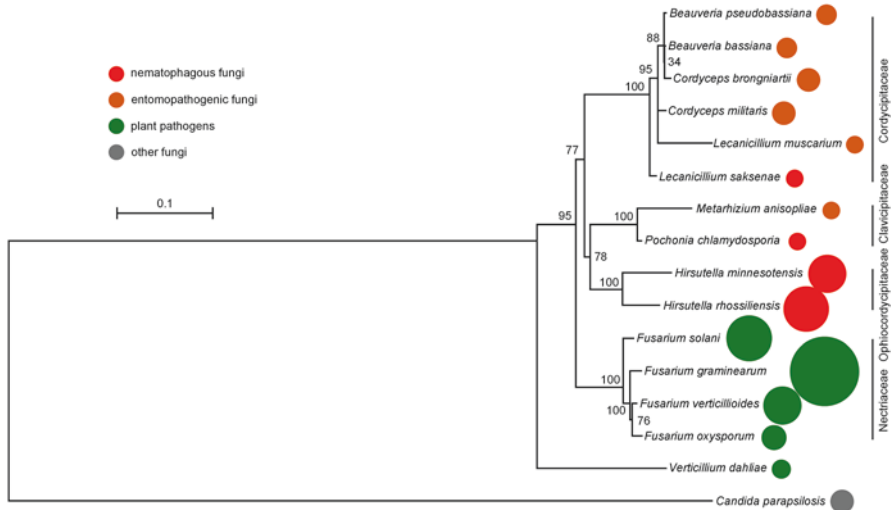 nematophagous fungi
entomopathogenic fungi
plant pathogens
other fungi
0.1
Beauveria pseudobassiana
88
Beauveria bassiana
34
95
Cordyceps brongniartii
100
Cordyceps militaris
Lecanicillium muscarium
77
Lecanicillium saksenae
Metarhizium anisopliae
100
95
Pochonia chlamydosporia
78
Hirsutella minnesotensis
100
Hirsutella rhossiliensis
Fusarium solani
Fusarium graminearum
100
Fusarium verticillioides
100
76
Fusarium oxysporum
Verticillium dahliae
Candida parapsilosis
Cordycipitaceae
Clavicipitaceae
Ophiocordycipitaceae
Nectriaceae